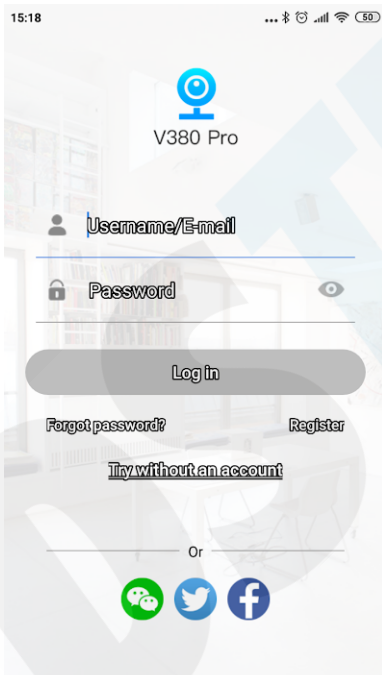 15:18
50
V380 Pro
Username/E-mail
Password
Log in
Forgot password? Register
Try without an account
Or